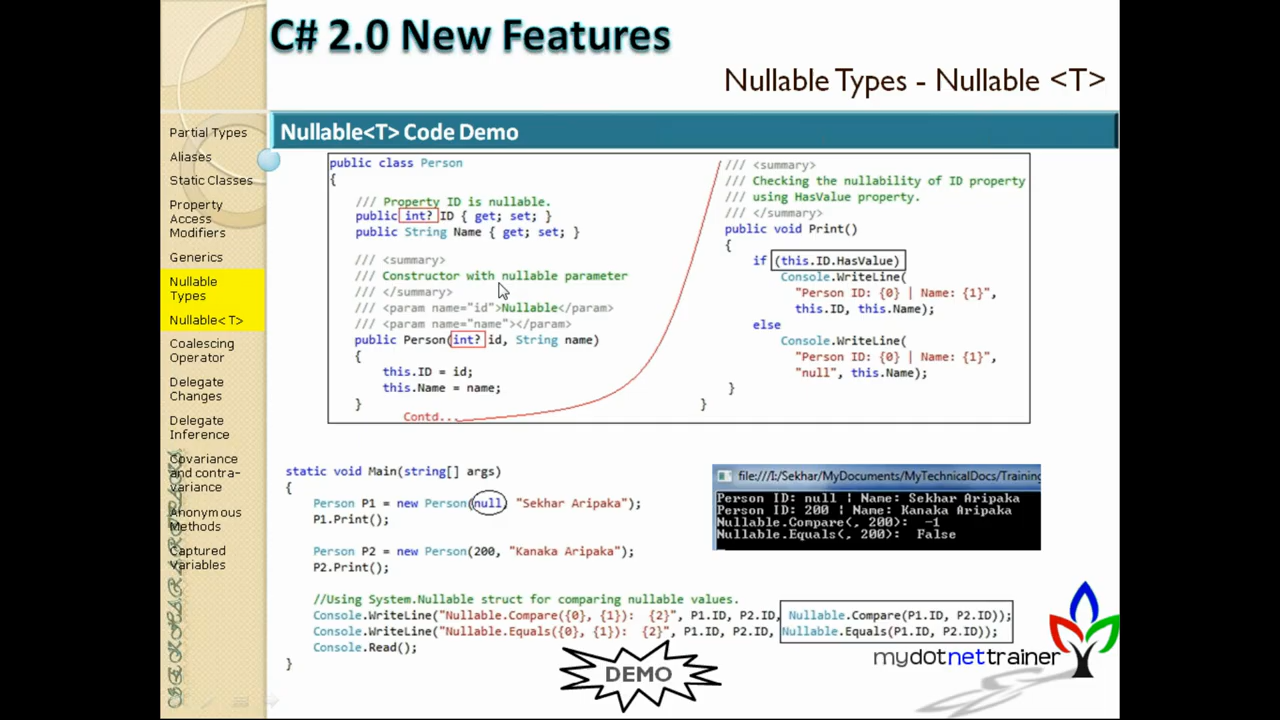 C# 2.0 New Features
Nullable Types - Nullable <T>
Partial Types
Aliases
Static Classes
Property
Access
Modifiers
Generics
Nullable
Types
Nullable< T>
Coalescing
Operator
Delegate
Changes
Delegate
Inference
Covariance
and contra-
variance
Anonymous
Methods
Captured
Variables
Nullable<T> Code Demo
public class Person
{
/// Property ID is nullable.
public int? ID { get; set; }
public String Name { get; set; }
/// <summary>
/// Constructor with nullable parameter
/// </summary>
/// <param name="id">Nullable</param>
/// <param name="name"></param>
public Person(int? id, String name)
{
this.ID = id;
this.Name = name;
}
Contd...
/// <summary>
/// Checking the nullability of ID property
/// using HasValue property.
/// </summary>
public void Print()
{
if (this.ID.HasValue)
Console.WriteLine(
"Person ID: {0} | Name: {1}",
this.ID, this.Name);
else
Console.WriteLine(
"Person ID: {0} | Name: {1}",
"null", this.Name);
}
}
static void Main(string[] args)
{
Person P1 = new Person(null, "Sekhar Aripaka");
P1.Print();
Person P2 = new Person(200, "Kanaka Aripaka");
P2.Print();
//Using System.Nullable struct for comparing nullable values.
Console.WriteLine("Nullable.Compare({0}, {1}): {2}", P1.ID, P2.ID, Nullable.Compare(P1.ID, P2.ID));
Console.WriteLine("Nullable.Equals({0}, {1}): {2}", P1.ID, P2.ID, Nullable.Equals(P1.ID, P2.ID));
Console.Read();
}
file:///I:/Sekhar/MyDocuments/MyTechnicalDocs/Training
Person ID: null | Name: Sekhar Aripaka
Person ID: 200 | Name: Kanaka Aripaka
Nullable.Compare(, 200): -1
Nullable.Equals(, 200): False
DEMO
mydotnettrainer